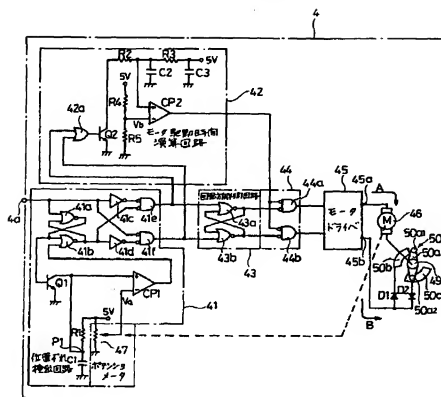 4
R2
R3
5V
C2
C3
5V
42a
R4
CP2
42
Q2
Vb
R5
モータ駆動時間
演算回路
44
44a
45
45a
A
4a
41a
41c
41e
43a
モータ
ドライバ
M
46
41b
41d
41f
43b
43
44b
45b
50a1
50
50a
50b
49
50a2
Q1
CP1
D1
D2
Va
5V
41
B
R1
P1
C1
47
位置ずれ
検出回路
ポテンショ
メータ